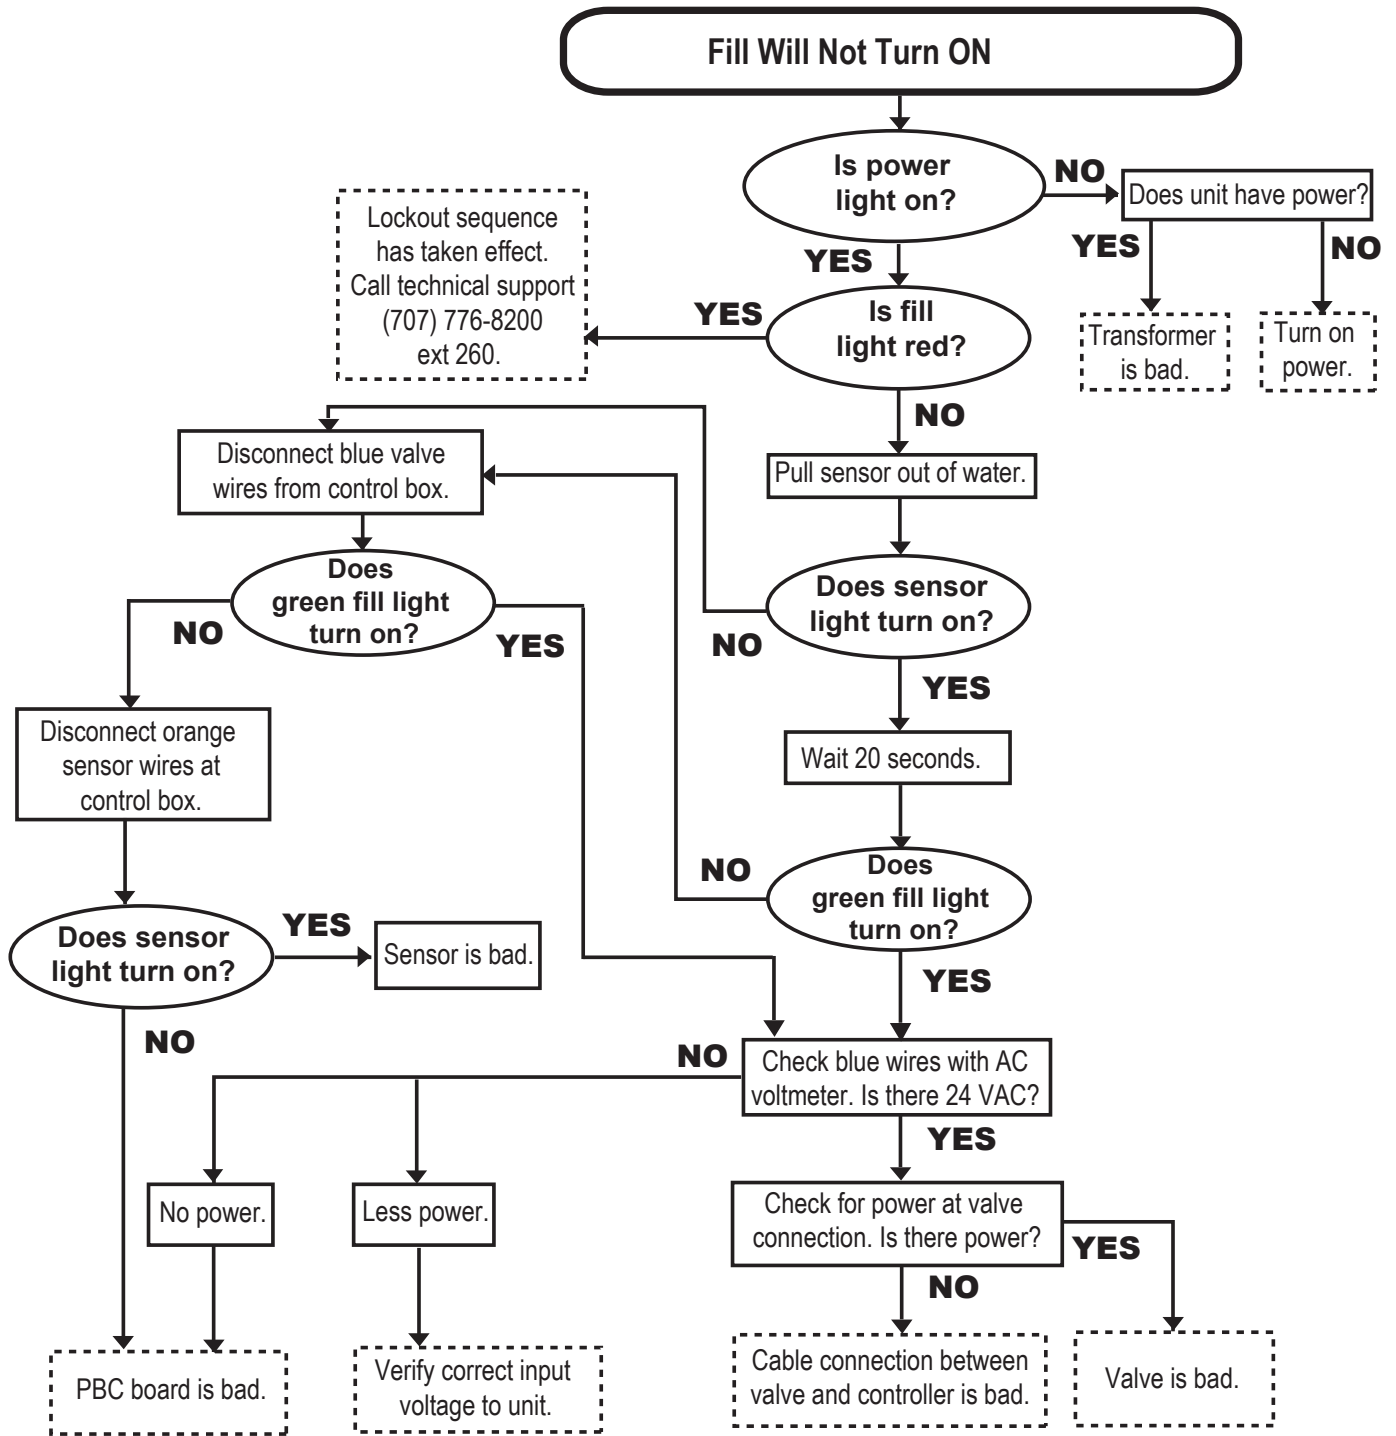 Fill Will Not Turn ON
Is power
light on?
NO
Does unit have power?
YES
NO
Transformer
is bad.
Turn on
power.
YES
Is fill
light red?
YES
Lockout sequence
has taken effect.
Call technical support
(707) 776-8200
ext 260.
NO
Pull sensor out of water.
Does sensor
light turn on?
NO
Disconnect blue valve
wires from control box.
Does
green fill light
turn on?
NO
YES
YES
Wait 20 seconds.
Does
green fill light
turn on?
NO
YES
Disconnect orange
sensor wires at
control box.
Does sensor
light turn on?
YES
Sensor is bad.
NO
Check blue wires with AC
voltmeter. Is there 24 VAC?
NO
YES
No power.
Less power.
Check for power at valve
connection. Is there power?
YES
NO
PBC board is bad.
Verify correct input
voltage to unit.
Cable connection between
valve and controller is bad.
Valve is bad.